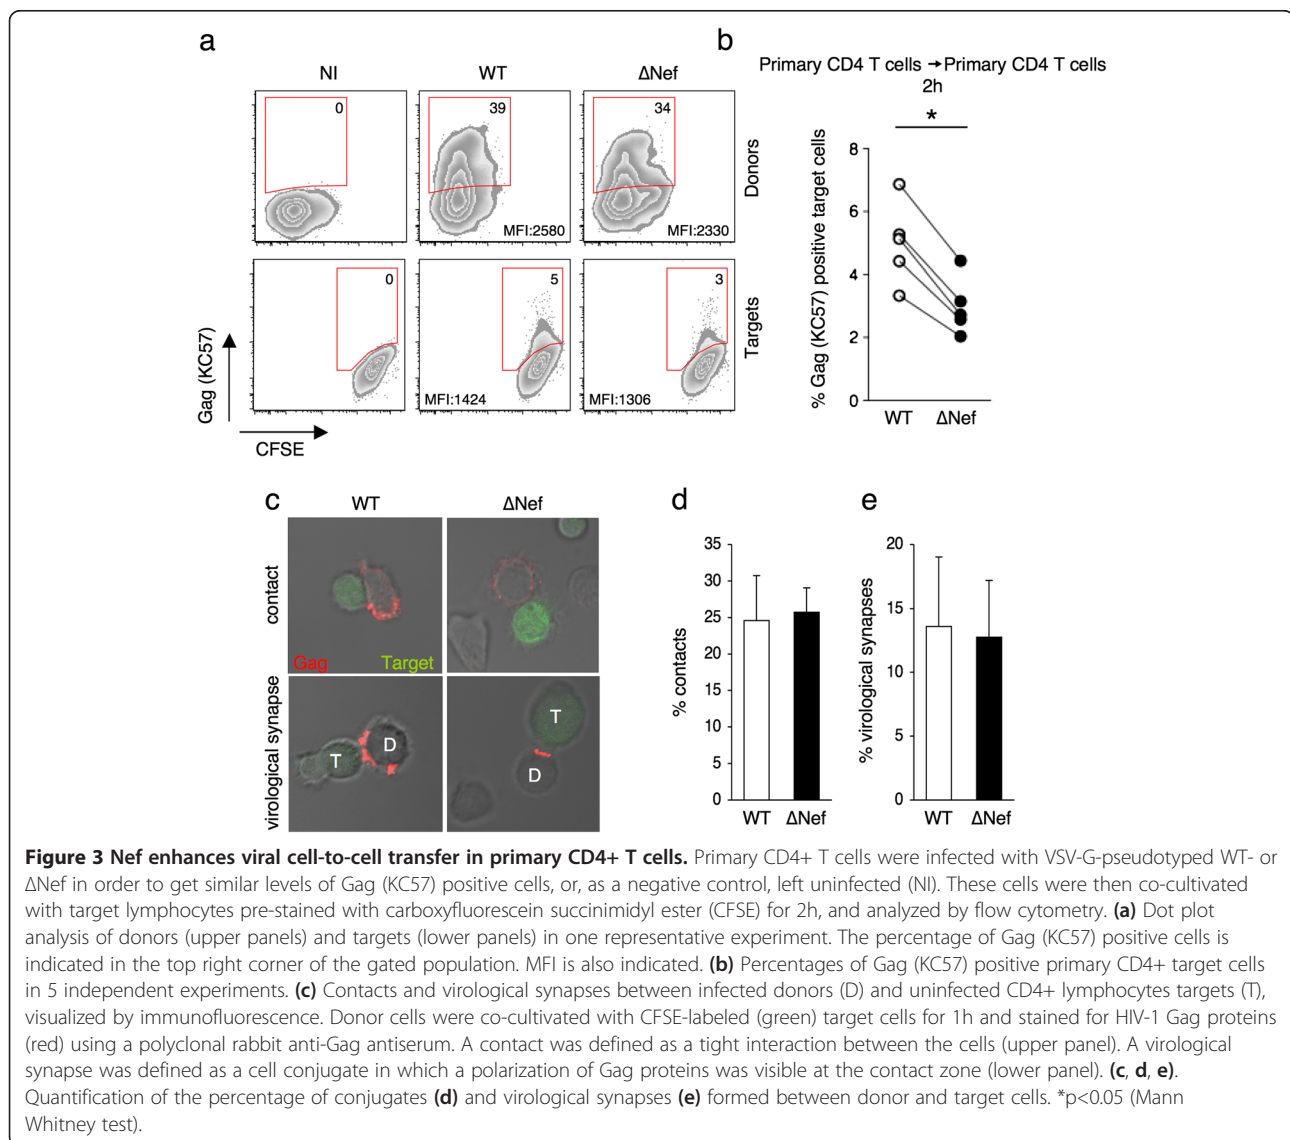 a
NI
WT
ΔNef
0
39
34
MFI:2580
MFI:2330
Donors
0
5
3
MFI:1424
MFI:1306
Targets
Gag (KC57)
CFSE
b
Primary CD4 T cells → Primary CD4 T cells
2h
*
% Gag (KC57) positive target cells
8
6
4
2
0
WT
ΔNef
c
WT
ΔNef
contact
Gag
Target
virological synapse
T
D
T
D
d
% contacts
35
30
25
20
15
10
5
0
WT
ΔNef
e
% virological synapses
20
15
10
5
0
WT
ΔNef
Figure 3 Nef enhances viral cell-to-cell transfer in primary CD4+ T cells. Primary CD4+ T cells were infected with VSV-G-pseudotyped WT- or
ΔNef in order to get similar levels of Gag (KC57) positive cells, or, as a negative control, left uninfected (NI). These cells were then co-cultivated
with target lymphocytes pre-stained with carboxyfluorescein succinimidyl ester (CFSE) for 2h, and analyzed by flow cytometry. (a) Dot plot
analysis of donors (upper panels) and targets (lower panels) in one representative experiment. The percentage of Gag (KC57) positive cells is
indicated in the top right corner of the gated population. MFI is also indicated. (b) Percentages of Gag (KC57) positive primary CD4+ target cells
in 5 independent experiments. (c) Contacts and virological synapses between infected donors (D) and uninfected CD4+ lymphocytes targets (T),
visualized by immunofluorescence. Donor cells were co-cultivated with CFSE-labeled (green) target cells for 1h and stained for HIV-1 Gag proteins
(red) using a polyclonal rabbit anti-Gag antiserum. A contact was defined as a tight interaction between the cells (upper panel). A virological
synapse was defined as a cell conjugate in which a polarization of Gag proteins was visible at the contact zone (lower panel). (c, d, e).
Quantification of the percentage of conjugates (d) and virological synapses (e) formed between donor and target cells. *p<0.05 (Mann
Whitney test).